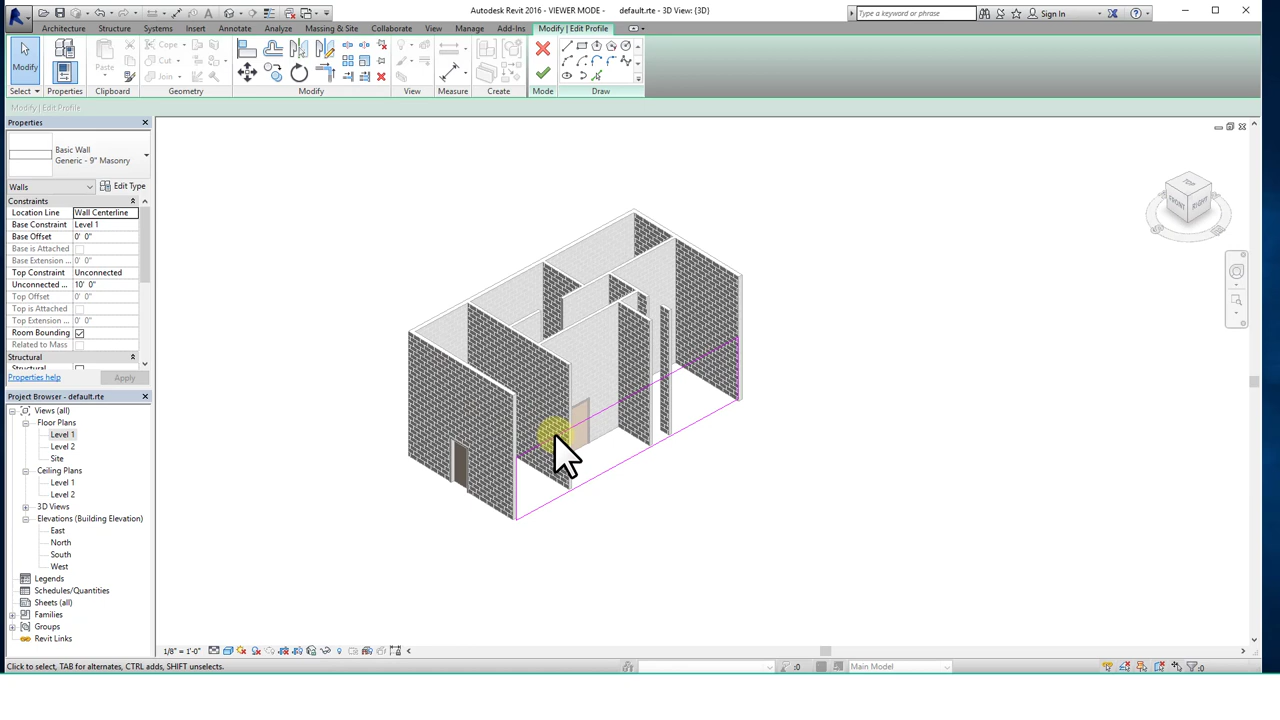 Autodesk Revit 2016 - VIEWER MODE - default.rte - 3D View: {3D}
Type a keyword or phrase
Sign In
Architecture Structure Systems Insert Annotate Analyze Massing & Site Collaborate View Manage Add-Ins Modify | Edit Profile
Modify
Paste
Cope
Cut
Join
Select Properties Clipboard Geometry Modify View Measure Create Mode Draw
Modify | Edit Profile
Properties
Basic Wall
Generic - 9" Masonry
Walls
Edit Type
Constraints
Location Line Wall Centerline
Base Constraint Level 1
Base Offset 0' 0"
Base is Attached
Base Extension ...
Top Constraint Unconnected
Unconnected ... 10' 0"
Top Offset 0' 0"
Top is Attached
Top Extension ... 0' 0"
Room Bounding
Related to Mass
Structural
Properties help
Apply
Project Browser - default.rte
Views (all)
Floor Plans
Level 1
Level 2
Site
Ceiling Plans
Level 1
Level 2
3D Views
Elevations (Building Elevation)
East
North
South
West
Legends
Schedules/Quantities
Sheets (all)
Families
Groups
Revit Links
TOP
FRONT
RIGHT
1/8" = 1'-0"
Click to select, TAB for alternates, CTRL adds, SHIFT unselects.
:0
Main Model
:0